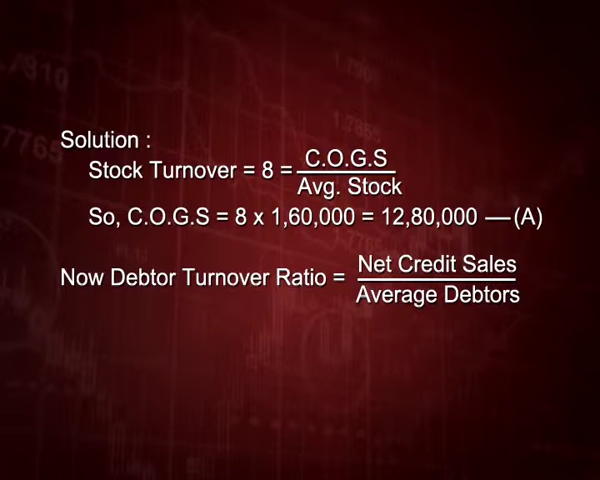 Solution :
Stock Turnover = 8 = C.O.G.S / Avg. Stock
So, C.O.G.S = 8 x 1,60,000 = 12,80,000 —(A)
Now Debtor Turnover Ratio = Net Credit Sales / Average Debtors